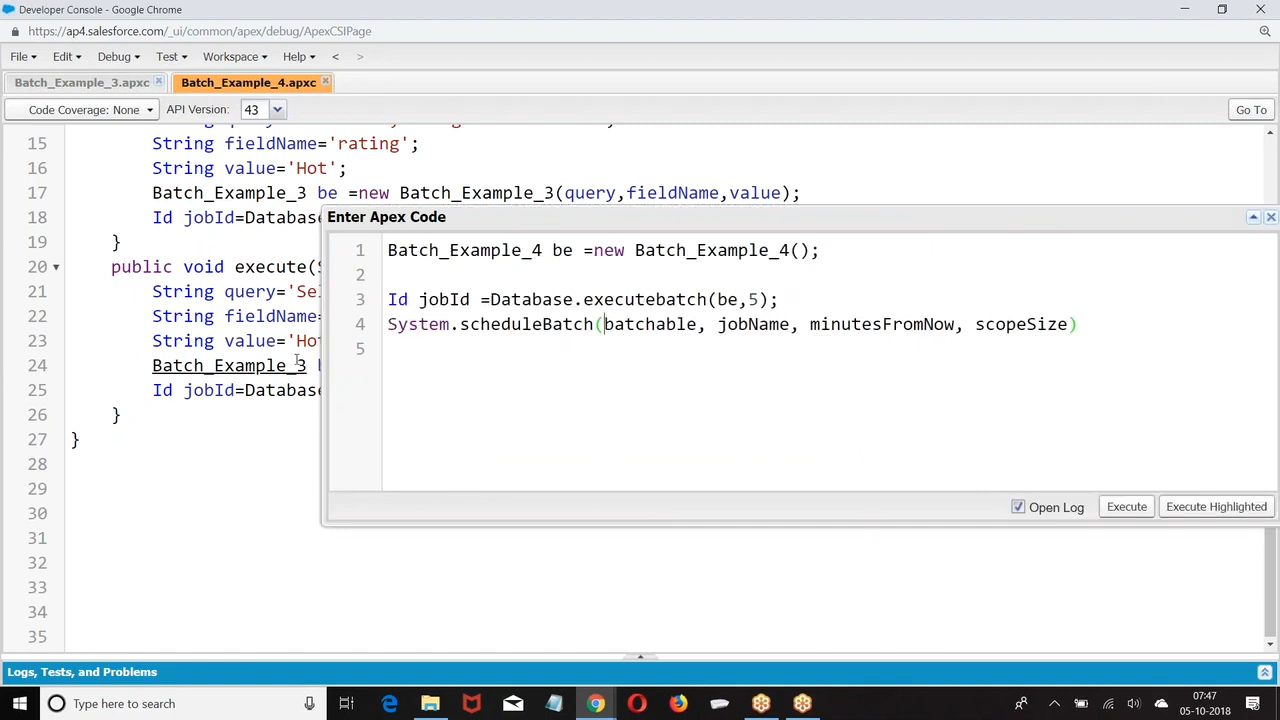 Developer Console - Google Chrome
https://ap4.salesforce.com/_ui/common/apex/debug/ApexCSIPage
File Edit Debug Test Workspace Help < >
Batch_Example_3.apxc Batch_Example_4.apxc
Code Coverage: None API Version: 43 Go To
15 String fieldName='rating';
16 String value='Hot';
17 Batch_Example_3 be =new Batch_Example_3(query,fieldName,value);
18 Id jobId=Database
19 }
20 public void execute(
21 String query='Se
22 String fieldName=
23 String value='Ho
24 Batch_Example_3
25 Id jobId=Database
26 }
27 }
28
29
30
31
32
33
34
35
Enter Apex Code
1 Batch_Example_4 be =new Batch_Example_4();
2
3 Id jobId =Database.executebatch(be,5);
4 System.scheduleBatch(batchable, jobName, minutesFromNow, scopeSize)
5
Open Log Execute Execute Highlighted
Logs, Tests, and Problems
Type here to search
07:47
05-10-2018